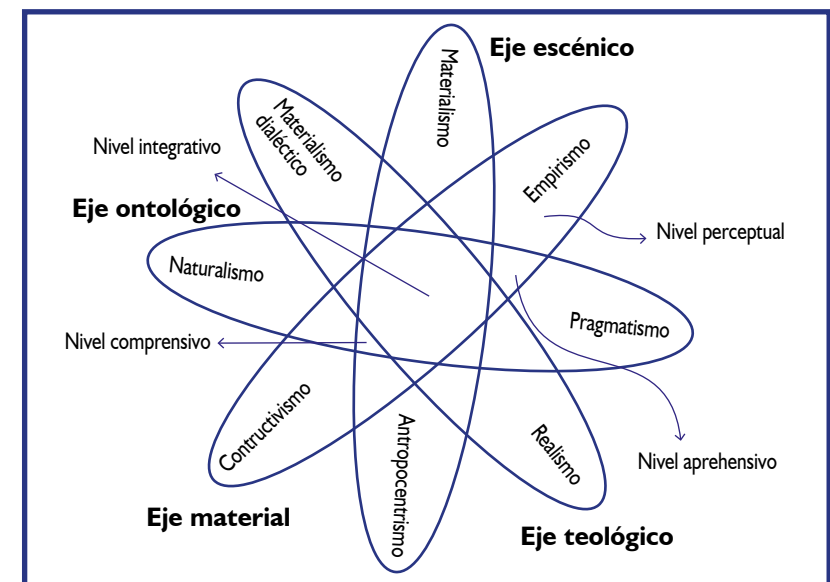 Eje escénico
Materialismo
Materialismo
dialéctico
Empirismo
Nivel integrativo
Eje ontológico
Nivel perceptual
Naturalismo
Pragmatismo
Nivel comprensivo
Contructivismo
Antropocentrismo
Realismo
Nivel aprehensivo
Eje material
Eje teológico